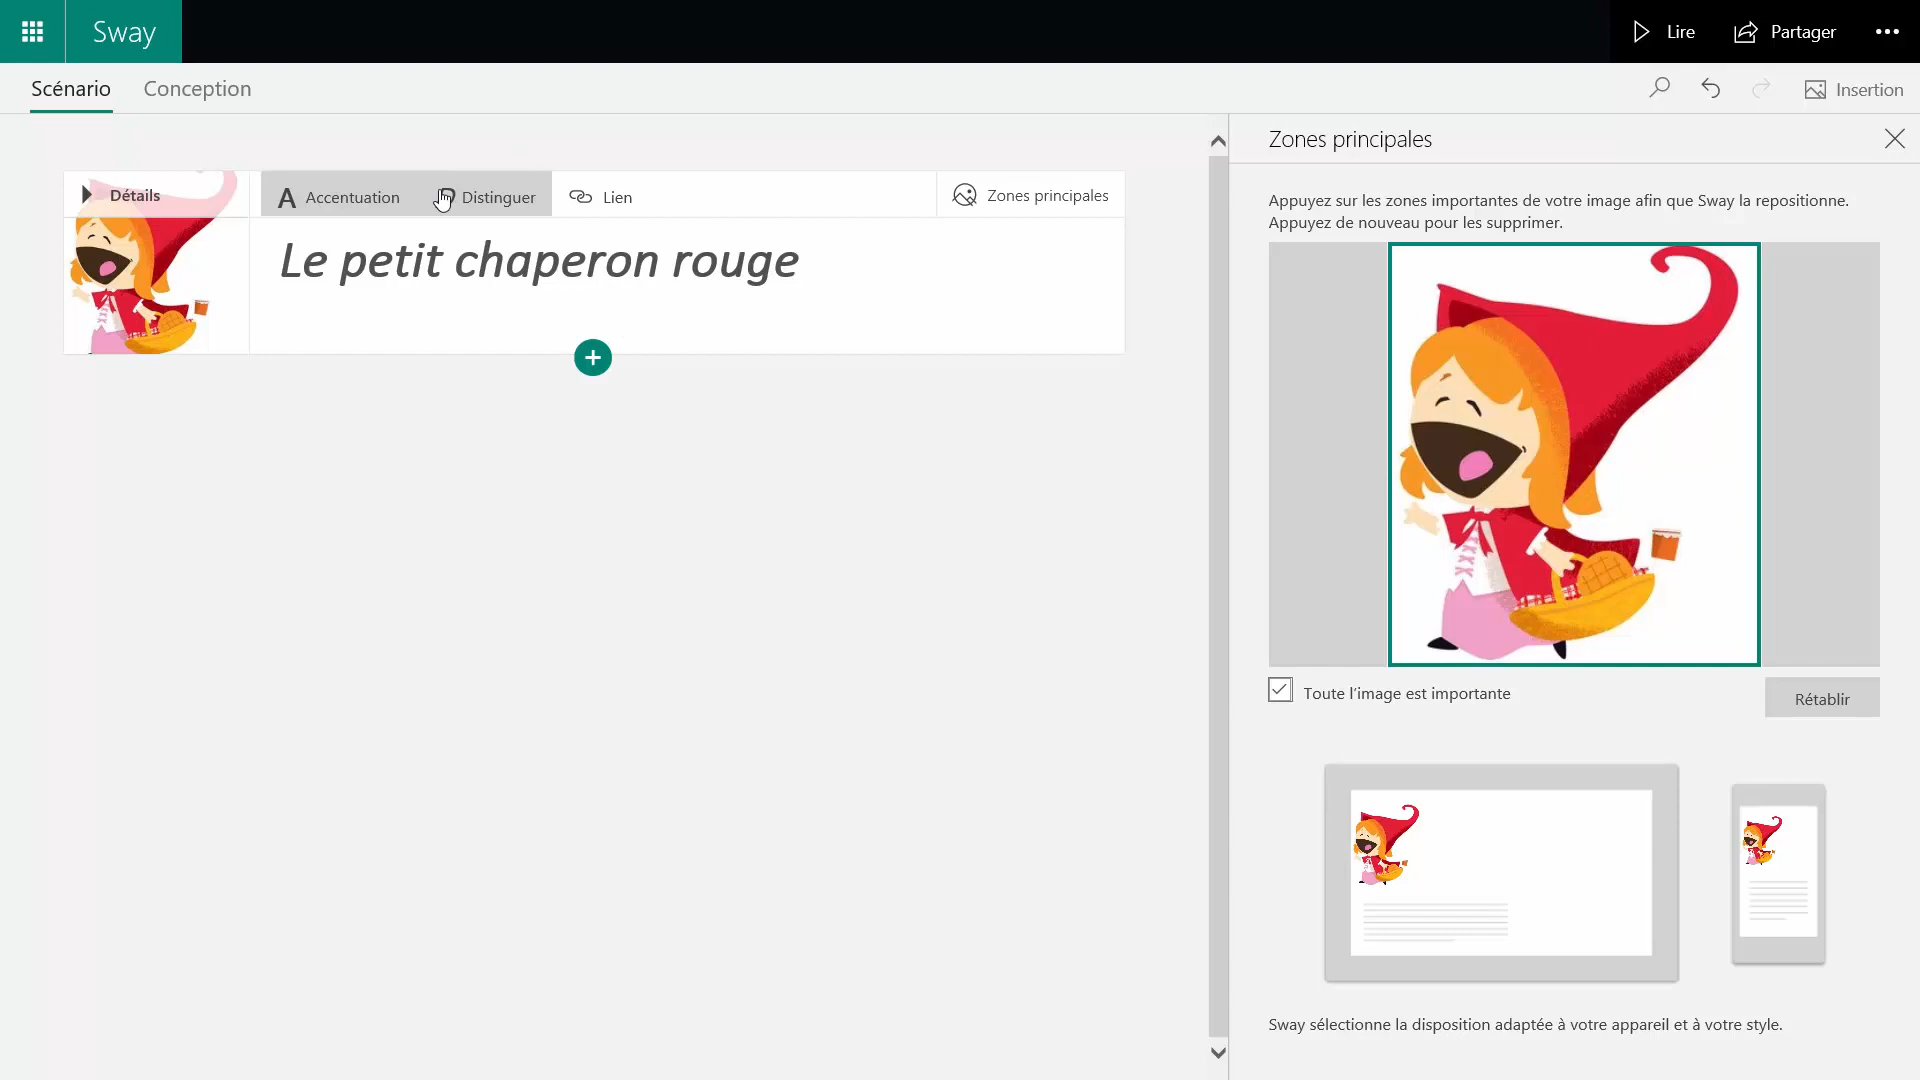 Sway
Lire
Partager
Scénario
Conception
Insertion
Zones principales
Appuyez sur les zones importantes de votre image afin que Sway la repositionne.
Appuyez de nouveau pour les supprimer.
Détails
Accentuation
Distinguer
Lien
Zones principales
Le petit chaperon rouge
Toute l'image est importante
Rétablir
Sway sélectionne la disposition adaptée à votre appareil et à votre style.